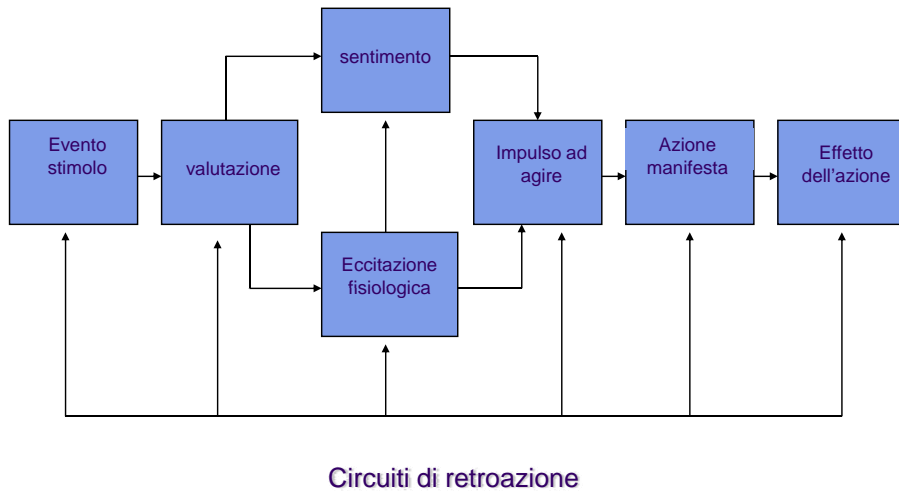 sentimento
Evento
stimolo
valutazione
Impulso ad
agire
Azione
manifesta
Effetto
dell’azione
Eccitazione
fisiologica
Circuiti di retroazione